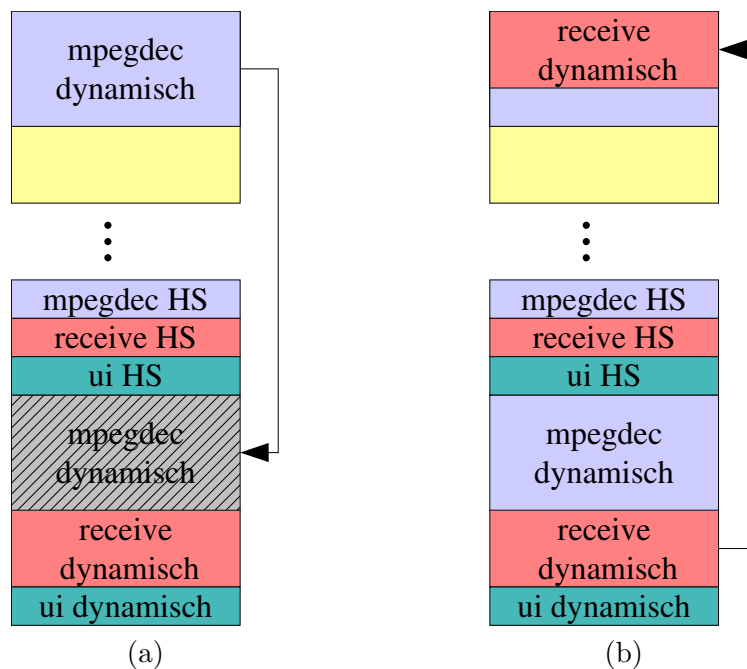 mpegdec
dynamisch
mpegdec HS
receive HS
ui HS
mpegdec
dynamisch
receive
dynamisch
ui dynamisch
(a)
receive
dynamisch
mpegdec HS
receive HS
ui HS
mpegdec
dynamisch
receive
dynamisch
ui dynamisch
(b)